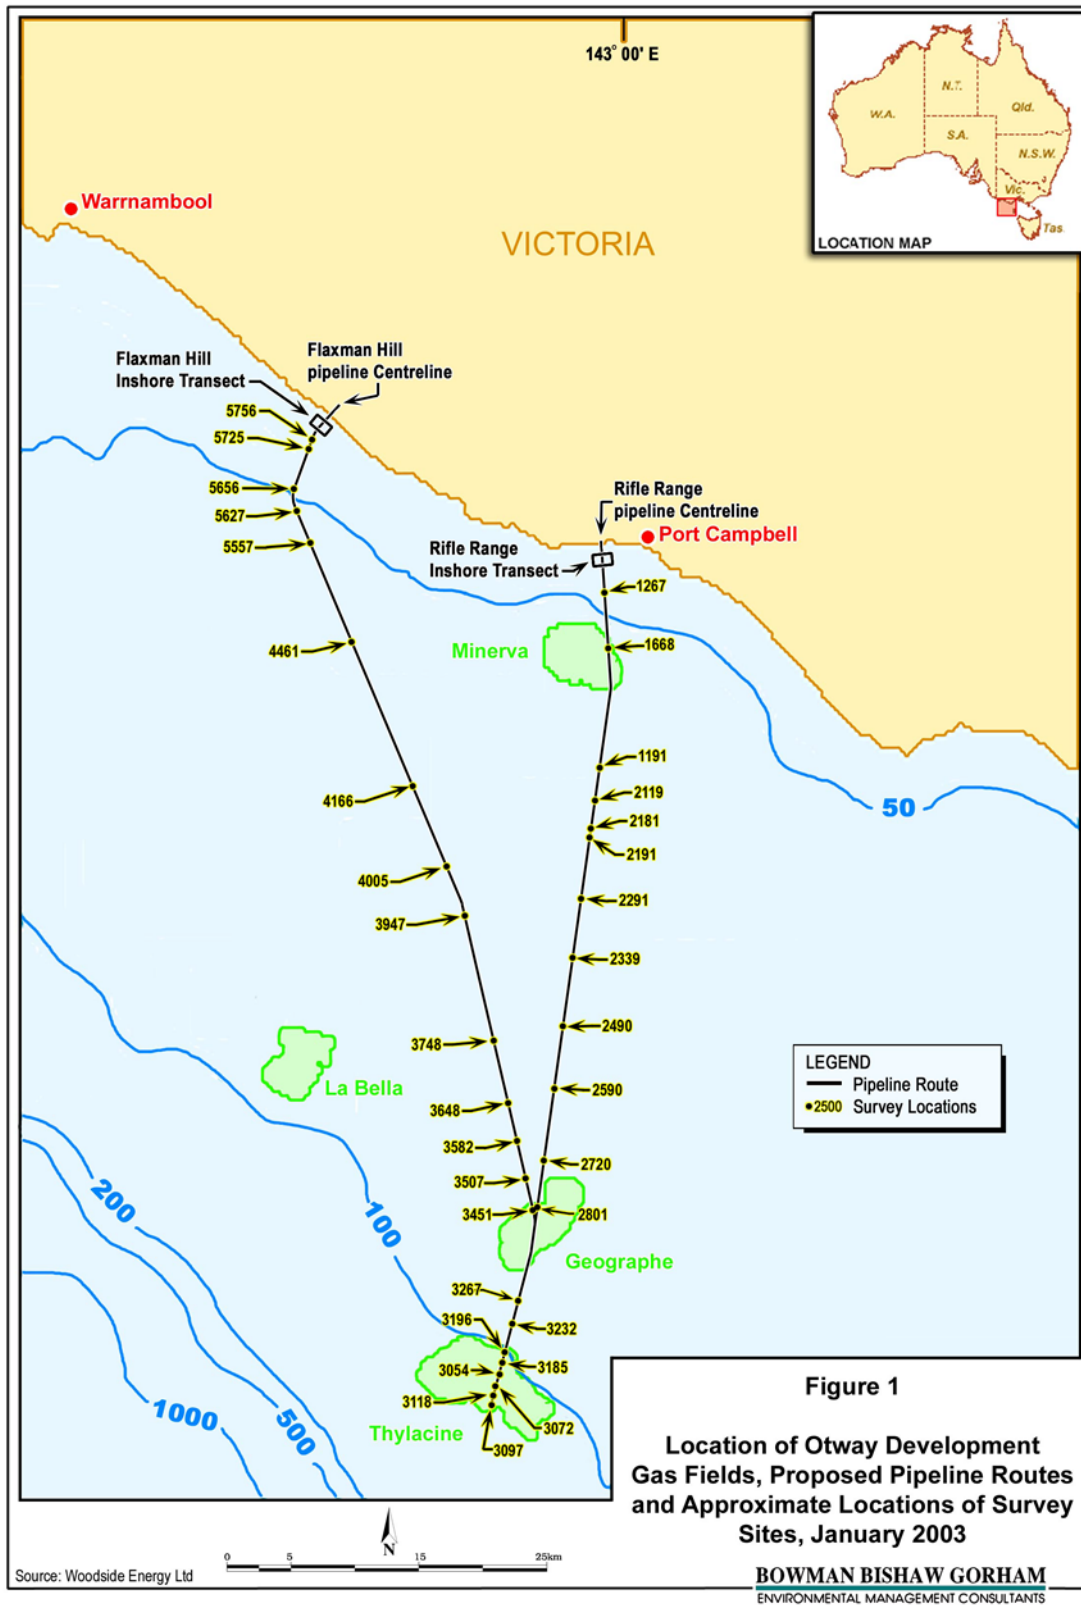 143° 00' E
W.A.
N.T.
Qld.
S.A.
N.S.W.
Vic.
Tas
LOCATION MAP
Warrnambool
VICTORIA
Flaxman Hill
Inshore Transect
Flaxman Hill
pipeline Centreline
5756
5725
5656
5627
5557
4461
4166
4005
3947
3748
3648
3582
3507
3451
Rifle Range
pipeline Centreline
Port Campbell
Rifle Range
Inshore Transect
1267
1668
Minerva
1191
2119
2181
2191
2291
2339
2490
2590
2720
2801
50
La Bella
LEGEND
Pipeline Route
2500 Survey Locations
200
100
500
1000
Geographe
3267
3196
3232
3185
3054
3118
3072
3097
Thylacine
Figure 1
Location of Otway Development
Gas Fields, Proposed Pipeline Routes
and Approximate Locations of Survey
Sites, January 2003
N
0 5 15 25km
Source: Woodside Energy Ltd
BOWMAN BISHAW GORHAM
ENVIRONMENTAL MANAGEMENT CONSULTANTS